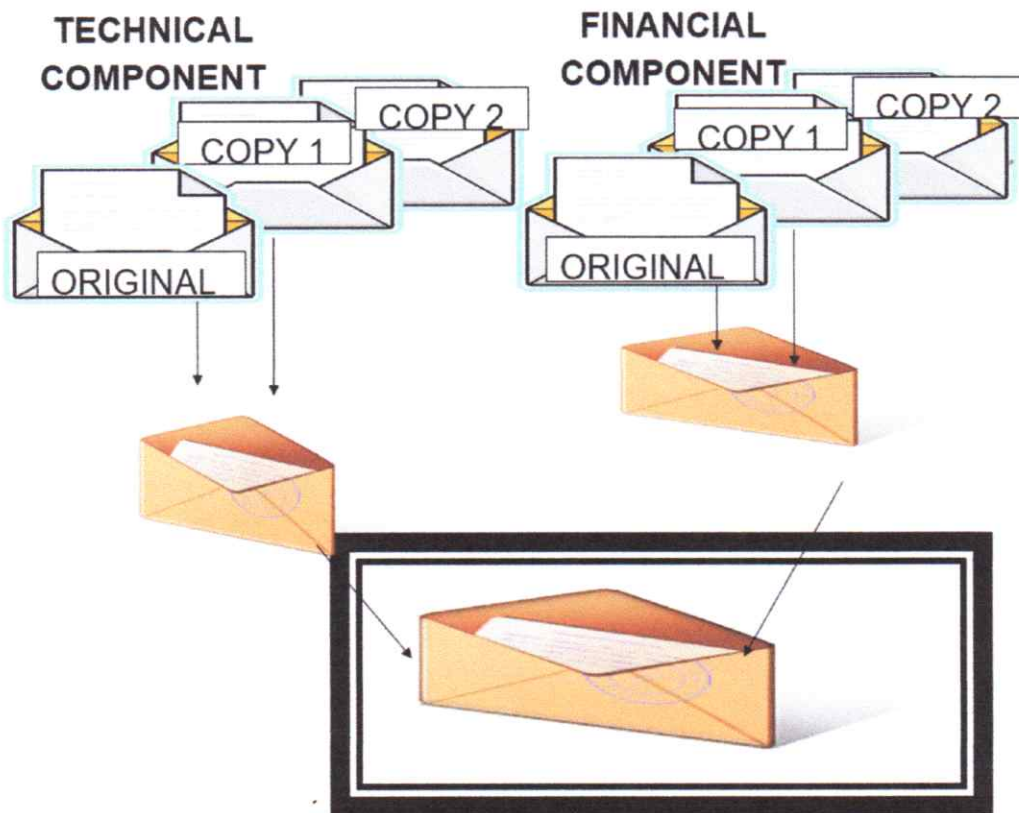 TECHNICAL
COMPONENT
COPY 2
COPY 1
ORIGINAL
FINANCIAL
COMPONENT
COPY 2
COPY 1
ORIGINAL